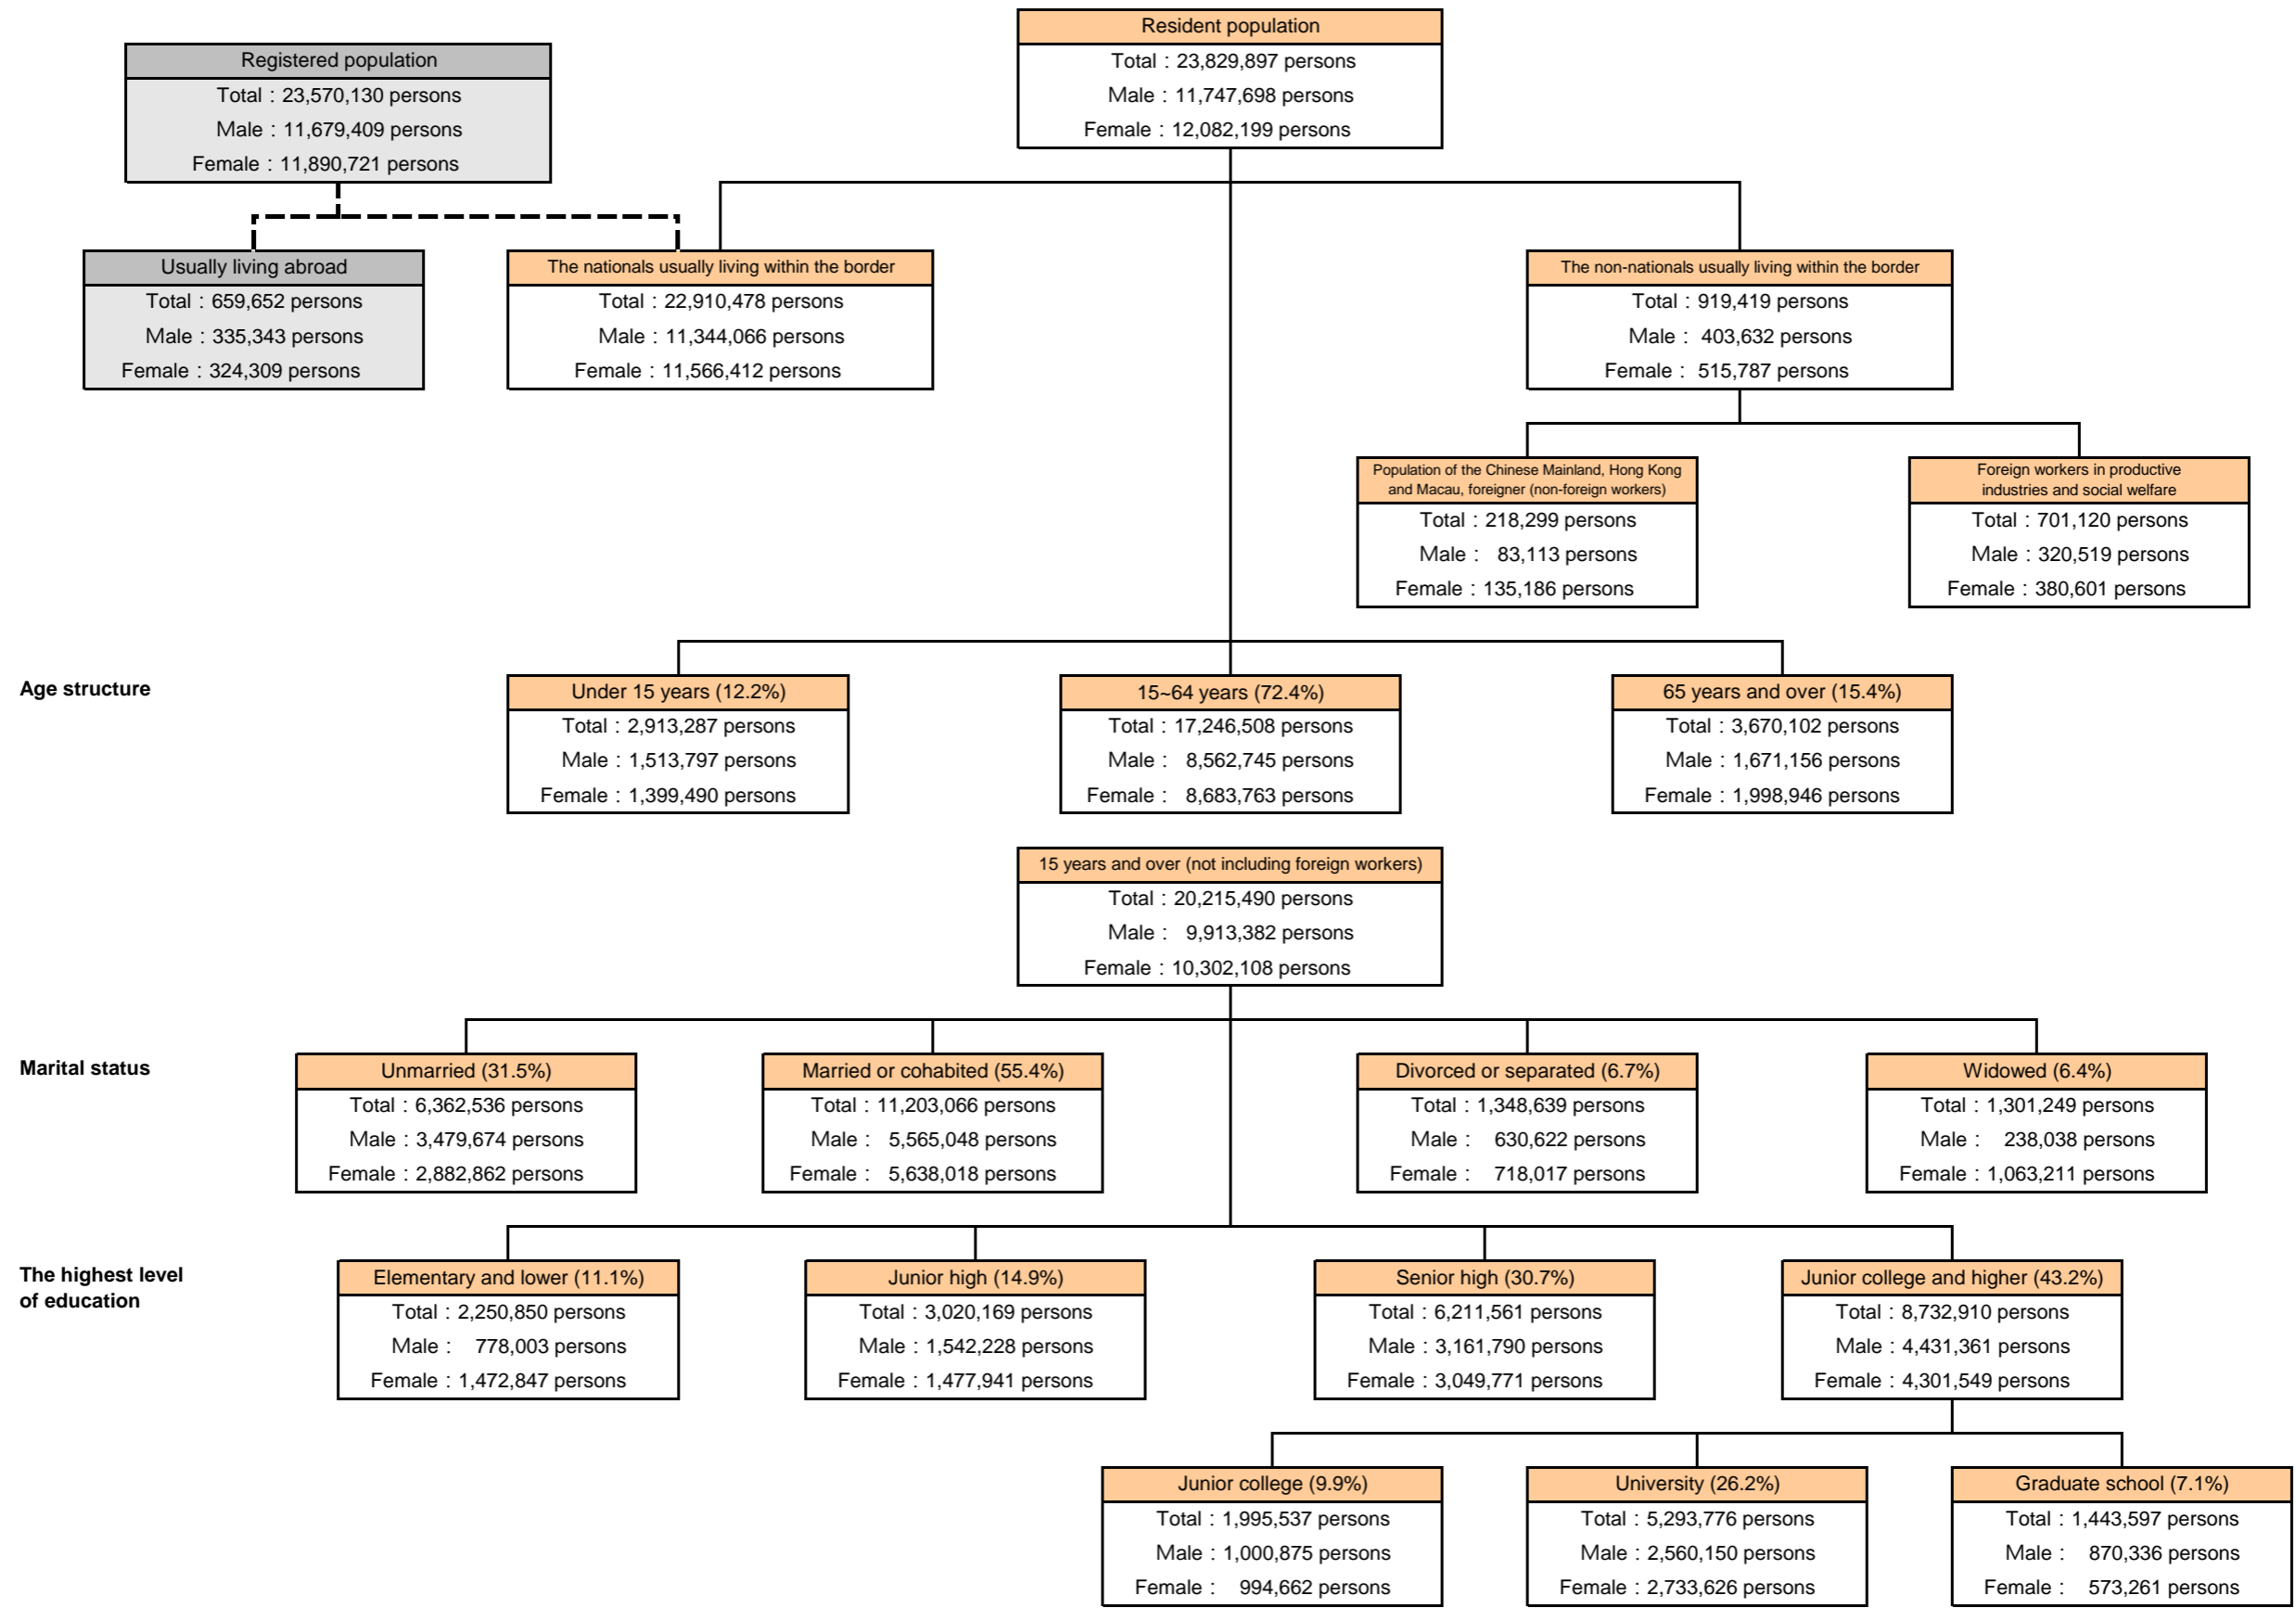 Resident population
Total : 23,829,897 persons
Male : 11,747,698 persons
Female : 12,082,199 persons
Registered population
Total : 23,570,130 persons
Male : 11,679,409 persons
Female : 11,890,721 persons
Usually living abroad
Total : 659,652 persons
Male : 335,343 persons
Female : 324,309 persons
The nationals usually living within the border
Total : 22,910,478 persons
Male : 11,344,066 persons
Female : 11,566,412 persons
The non-nationals usually living within the border
Total : 919,419 persons
Male : 403,632 persons
Female : 515,787 persons
Population of the Chinese Mainland, Hong Kong
and Macau, foreigner (non-foreign workers)
Total : 218,299 persons
Male : 83,113 persons
Female : 135,186 persons
Foreign workers in productive
industries and social welfare
Total : 701,120 persons
Male : 320,519 persons
Female : 380,601 persons
Age structure
Under 15 years (12.2%)
Total : 2,913,287 persons
Male : 1,513,797 persons
Female : 1,399,490 persons
15~64 years (72.4%)
Total : 17,246,508 persons
Male : 8,562,745 persons
Female : 8,683,763 persons
65 years and over (15.4%)
Total : 3,670,102 persons
Male : 1,671,156 persons
Female : 1,998,946 persons
15 years and over (not including foreign workers)
Total : 20,215,490 persons
Male : 9,913,382 persons
Female : 10,302,108 persons
Marital status
Unmarried (31.5%)
Total : 6,362,536 persons
Male : 3,479,674 persons
Female : 2,882,862 persons
Married or cohabited (55.4%)
Total : 11,203,066 persons
Male : 5,565,048 persons
Female : 5,638,018 persons
Divorced or separated (6.7%)
Total : 1,348,639 persons
Male : 630,622 persons
Female : 718,017 persons
Widowed (6.4%)
Total : 1,301,249 persons
Male : 238,038 persons
Female : 1,063,211 persons
The highest level
of education
Elementary and lower (11.1%)
Total : 2,250,850 persons
Male : 778,003 persons
Female : 1,472,847 persons
Junior high (14.9%)
Total : 3,020,169 persons
Male : 1,542,228 persons
Female : 1,477,941 persons
Senior high (30.7%)
Total : 6,211,561 persons
Male : 3,161,790 persons
Female : 3,049,771 persons
Junior college and higher (43.2%)
Total : 8,732,910 persons
Male : 4,431,361 persons
Female : 4,301,549 persons
Junior college (9.9%)
Total : 1,995,537 persons
Male : 1,000,875 persons
Female : 994,662 persons
University (26.2%)
Total : 5,293,776 persons
Male : 2,560,150 persons
Female : 2,733,626 persons
Graduate school (7.1%)
Total : 1,443,597 persons
Male : 870,336 persons
Female : 573,261 persons